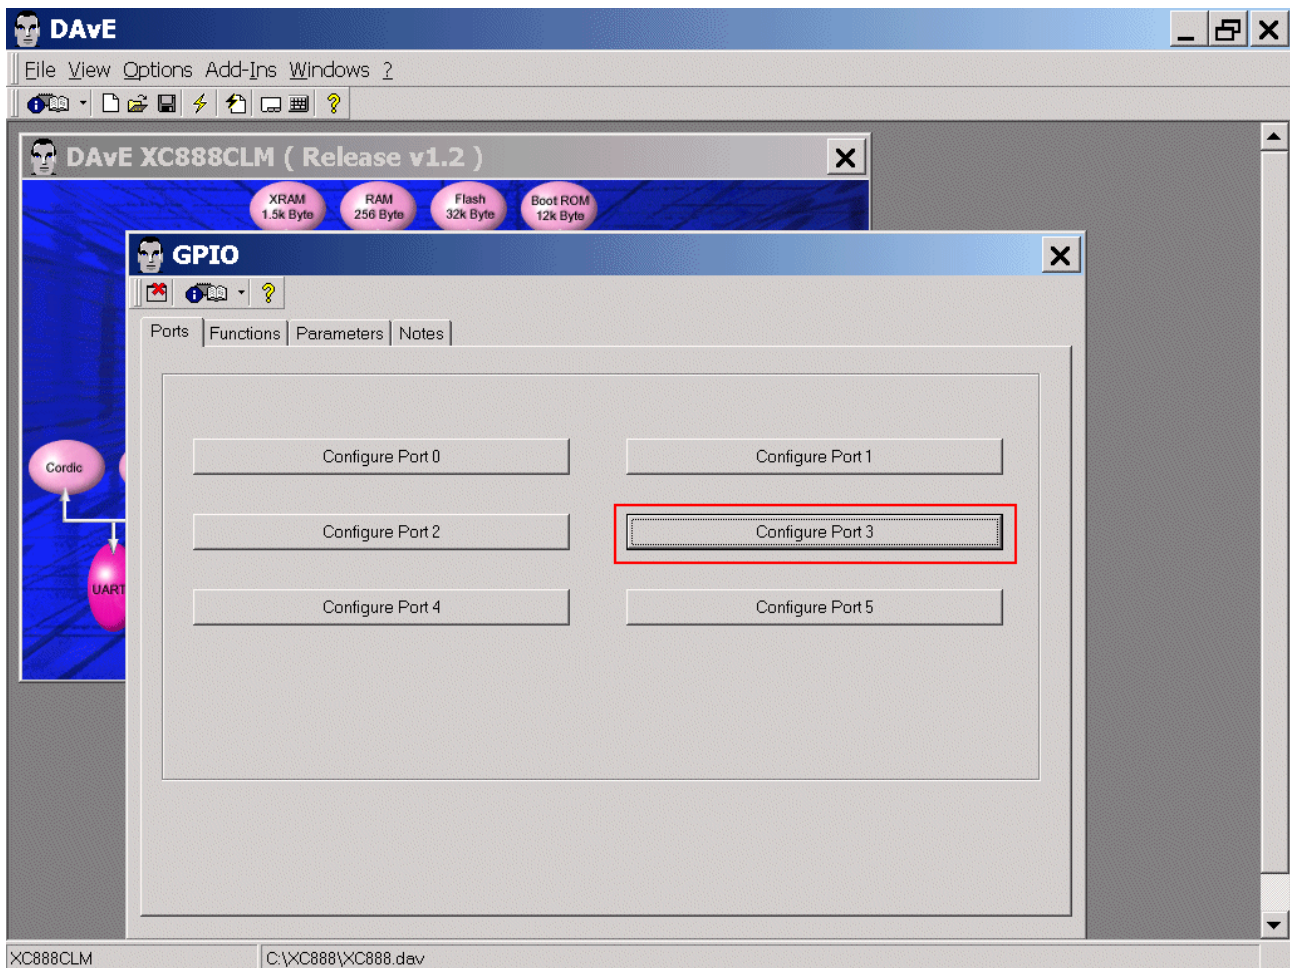 DAvE
File View Options Add-Ins Windows ?
DAvE XC888CLM ( Release v1.2 )
XRAM
1.5k Byte
RAM
256 Byte
Flash
32k Byte
Boot ROM
12k Byte
GPIO
Ports Functions Parameters Notes
Configure Port 0
Configure Port 1
Configure Port 2
Configure Port 3
Configure Port 4
Configure Port 5
Cordic
UART
XC888CLM
C:\XC888\XC888.dav